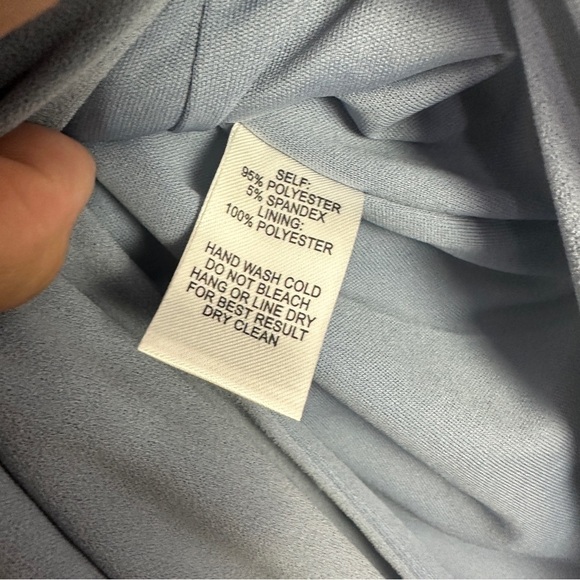 SELF:
95% POLYESTER
5% SPANDEX
LINING:
100% POLYESTER
HAND WASH COLD
DO NOT BLEACH
HANG OR LINE DRY
FOR BEST RESULT
DRY CLEAN